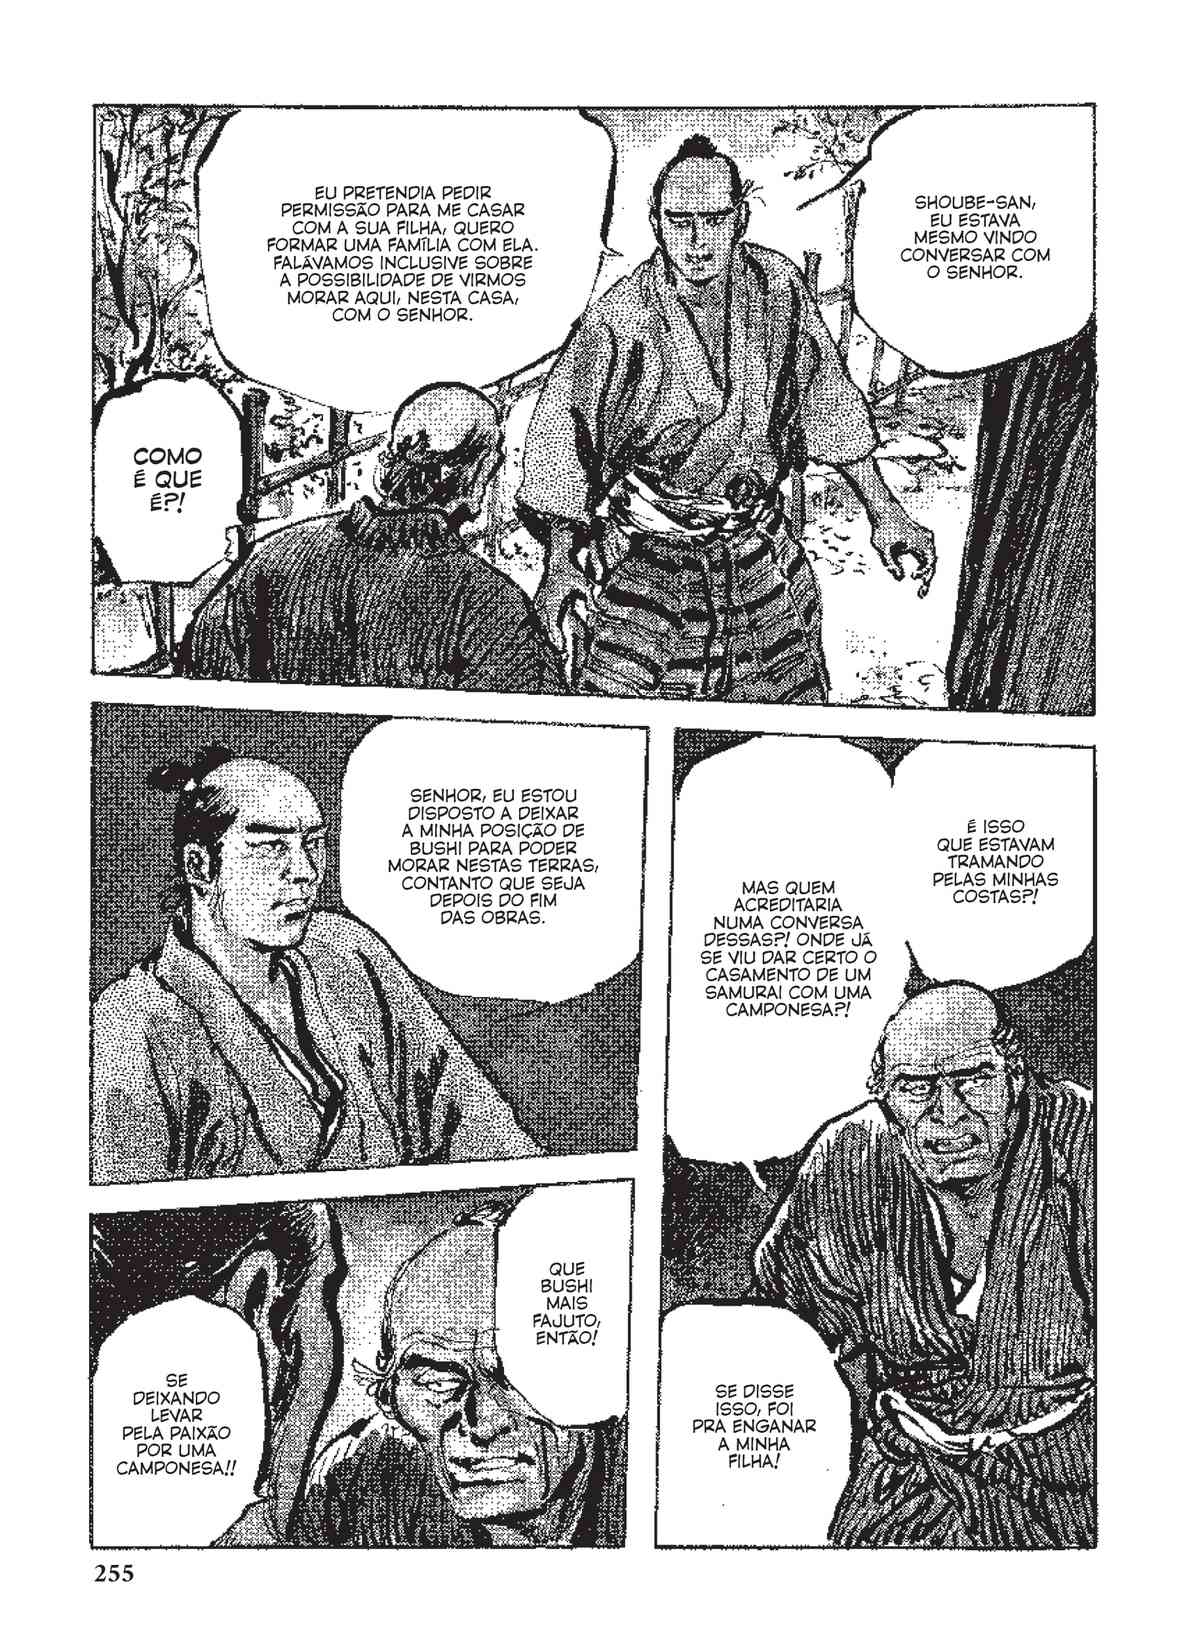 SHOUBE-SAN,
EU ESTAVA
MESMO VINDO
CONVERSAR COM
O SENHOR.
EU PRETENDIA PEDIR
PERMISSÃO PARA ME CASAR
COM A SUA FILHA, QUERO
FORMAR UMA FAMÍLIA COM ELA.
FALÁVAMOS INCLUSIVE SOBRE
A POSSIBILIDADE DE VIRMOS
MORAR AQUI, NESTA CASA,
COM O SENHOR.
COMO
É QUE
É?!
É ISSO
QUE ESTAVAM
TRAMANDO
PELAS MINHAS
COSTAS?!
MAS QUEM
ACREDITARIA
NUMA CONVERSA
DESSAS?! ONDE JÁ
SE VIU DAR CERTO O
CASAMENTO DE UM
SAMURAI COM UMA
CAMPONESA?!
SE DISSE
ISSO, FOI
PRA ENGANAR
A MINHA
FILHA!
SENHOR, EU ESTOU
DISPOSTO A DEIXAR
A MINHA POSIÇÃO DE
BUSHI PARA PODER
MORAR NESTAS TERRAS,
CONTANTO QUE SEJA
DEPOIS DO FIM
DAS OBRAS.
QUE
BUSHI
MAIS
FAJUTO,
ENTÃO!
SE
DEIXANDO
LEVAR
PELA PAIXÃO
POR UMA
CAMPONESA!!
255